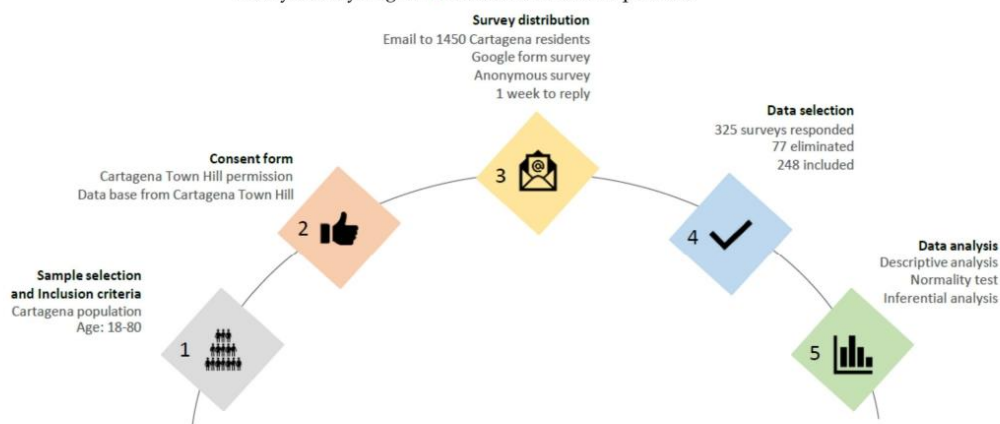 Survey distribution
Email to 1450 Cartagena residents
Google form survey
Anonymous survey
1 week to reply
Data selection
325 surveys responded
77 eliminated
248 included
Consent form
Cartagena Town Hill permission
Data base from Cartagena Town Hill
3
2
4
Data analysis
Descriptive analysis
Normality test
Inferential analysis
Sample selection
and Inclusion criteria
Cartagena population
Age: 18-80
1
5